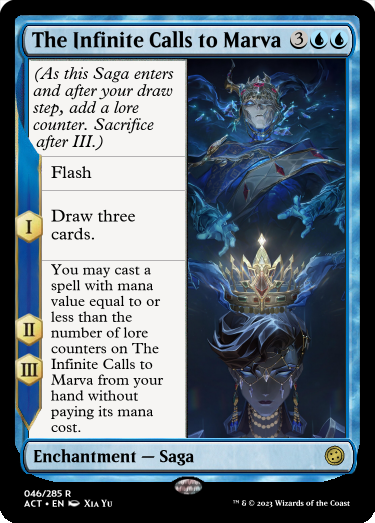 The Infinite Calls to Marva 3
(As this Saga enters
and after your draw
step, add a lore
counter. Sacrifice
after III.)
Flash
I
Draw three
cards.
II
III
You may cast a
spell with mana
value equal to or
less than the
number of lore
counters on The
Infinite Calls to
Marva from your
hand without
paying its mana
cost.
Enchantment — Saga
046/285 R
ACT • EN Xia Yu
™ & © 2023 Wizards of the Coast